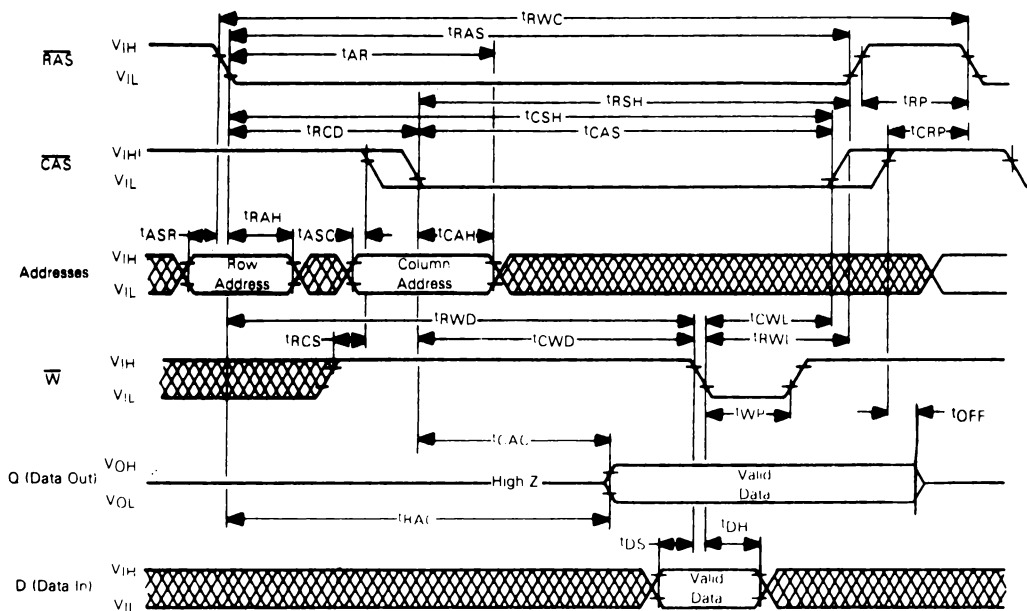 tRWC
tRAS
tAR
RAS
VIH
VIL
tRSH
tRP
tCSH
tRCD
tCAS
tCRP
CAS
VIH
VIL
tRAH
tASR
tASC
tCAH
Addresses
VIH
VIL
Row
Address
Column
Address
tRWD
tCWL
tRCS
tCWD
tRWL
W
VIH
VIL
tWP
tOFF
tCAC
Q (Data Out)
VOH
VOL
High Z
Valid
Data
tRAC
tDS
tDH
D (Data In)
VIH
VIL
Valid
Data